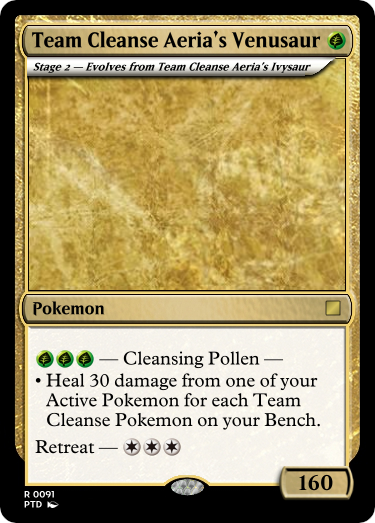 Team Cleanse Aeria's Venusaur
Stage 2 — Evolves from Team Cleanse Aeria's Ivysaur
Pokemon
— Cleansing Pollen —
• Heal 30 damage from one of your
Active Pokemon for each Team
Cleanse Pokemon on your Bench.
Retreat —
160
R 0091
PTD